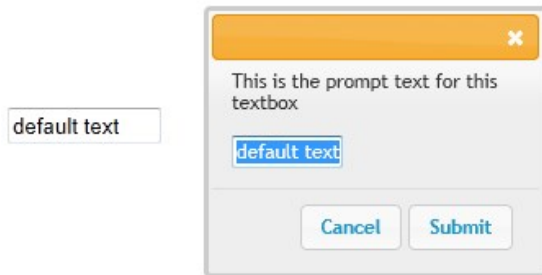 default text
This is the prompt text for this
textbox
default text
Cancel Submit